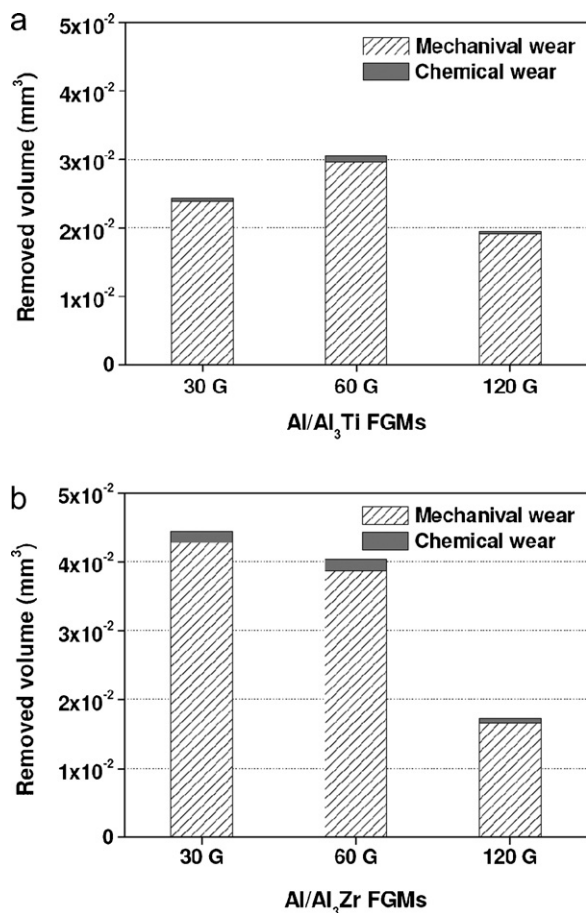 a
5x10⁻²
4x10⁻²
3x10⁻²
2x10⁻²
1x10⁻²
0
Removed volume (mm³)
Mechanival wear
Chemical wear
30 G 60 G 120 G
Al/Al₃Ti FGMs
b
5x10⁻²
4x10⁻²
3x10⁻²
2x10⁻²
1x10⁻²
0
Removed volume (mm³)
Mechanival wear
Chemical wear
30 G 60 G 120 G
Al/Al₃Zr FGMs